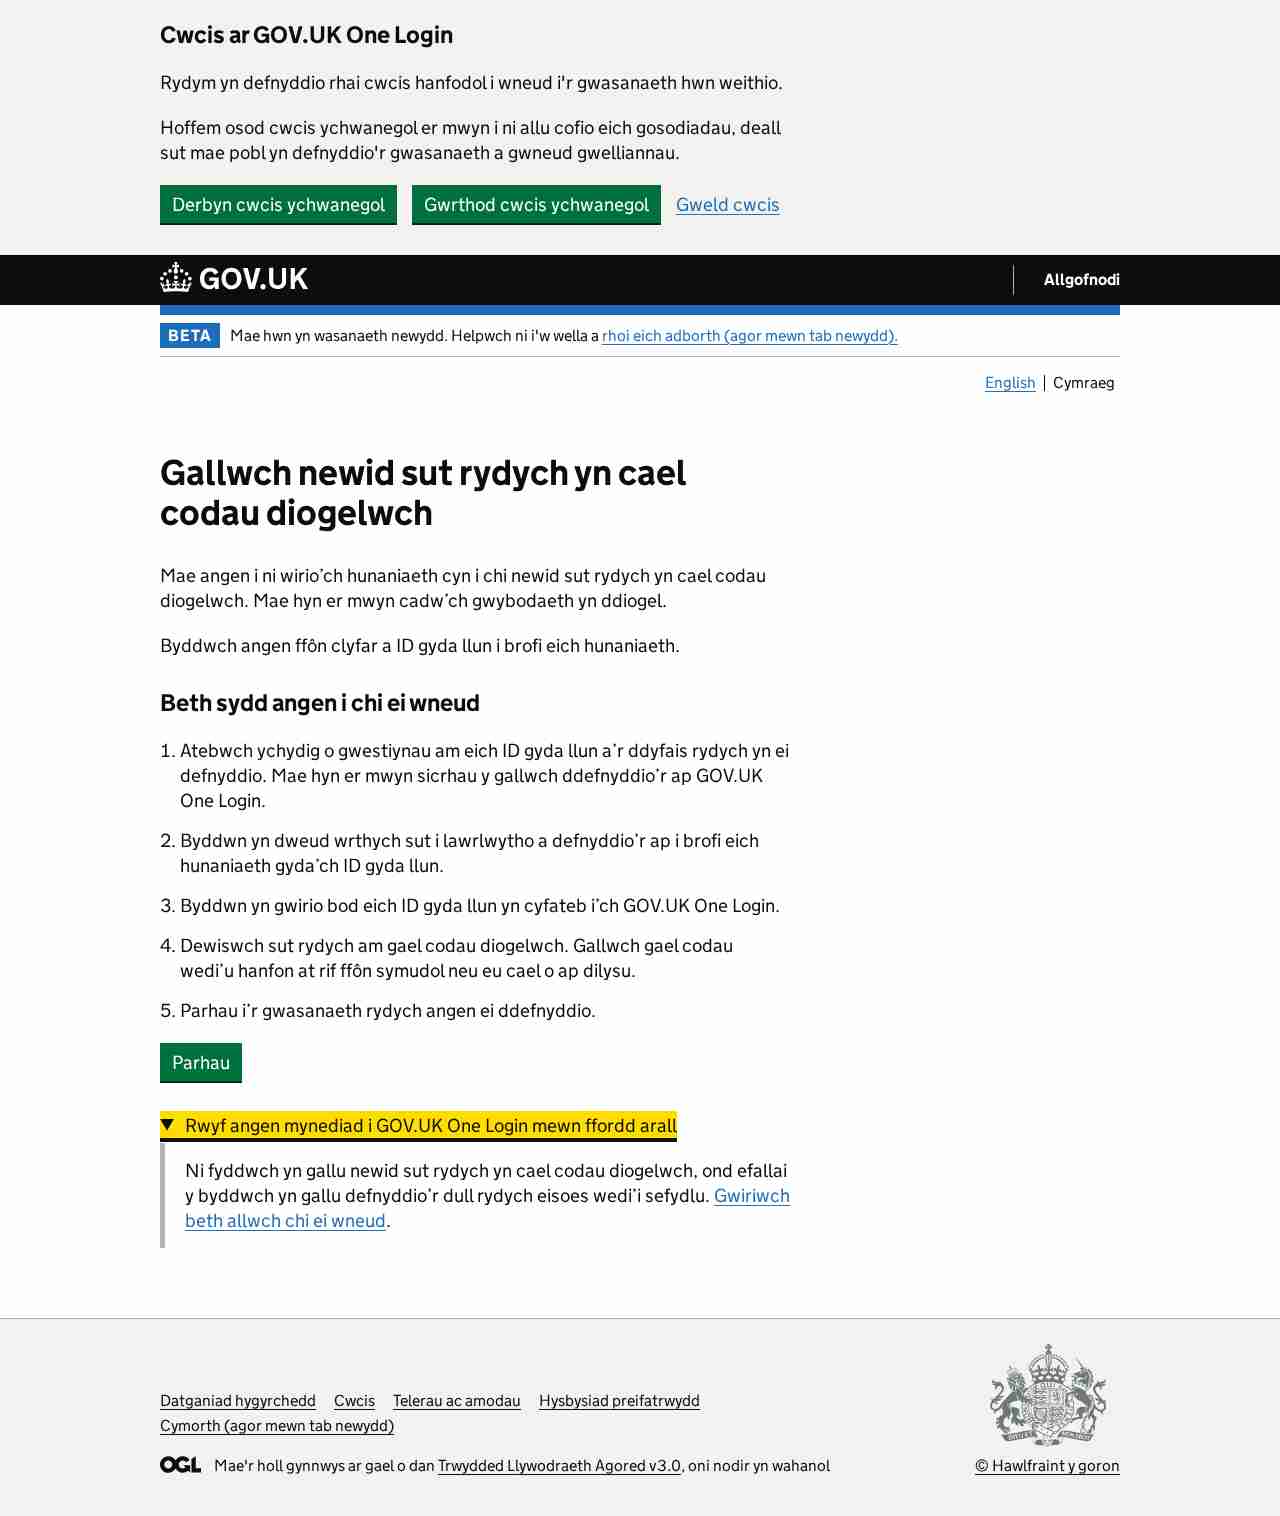 Cwcis ar GOV.UK One Login
Rydym yn defnyddio rhai cwcis hanfodol i wneud i'r gwasanaeth hwn weithio.
Hoffem osod cwcis ychwanegol er mwyn i ni allu cofio eich gosodiadau, deall
sut mae pobl yn defnyddio'r gwasanaeth a gwneud gwelliannau.
Derbyn cwcis ychwanegol Gwrthod cwcis ychwanegol Gweld cwcis
GOV.UK Allgofnodi
BETA Mae hwn yn wasanaeth newydd. Helpwch ni i'w wella a rhoi eich adborth (agor mewn tab newydd).
English Cymraeg
Gallwch newid sut rydych yn cael
codau diogelwch
Mae angen i ni wirio’ch hunaniaeth cyn i chi newid sut rydych yn cael codau
diogelwch. Mae hyn er mwyn cadw’ch gwybodaeth yn ddiogel.
Byddwch angen ffôn clyfar a ID gyda llun i brofi eich hunaniaeth.
Beth sydd angen i chi ei wneud
1. Atebwch ychydig o gwestiynau am eich ID gyda llun a’r ddyfais rydych yn ei
defnyddio. Mae hyn er mwyn sicrhau y gallwch ddefnyddio’r ap GOV.UK
One Login.
2. Byddwn yn dweud wrthych sut i lawrlwytho a defnyddio’r ap i brofi eich
hunaniaeth gyda’ch ID gyda llun.
3. Byddwn yn gwirio bod eich ID gyda llun yn cyfateb i’ch GOV.UK One Login.
4. Dewiswch sut rydych am gael codau diogelwch. Gallwch gael codau
wedi’u hanfon at rif ffôn symudol neu eu cael o ap dilysu.
5. Parhau i’r gwasanaeth rydych angen ei ddefnyddio.
Parhau
Rwyf angen mynediad i GOV.UK One Login mewn ffordd arall
Ni fyddwch yn gallu newid sut rydych yn cael codau diogelwch, ond efallai
y byddwch yn gallu defnyddio’r dull rydych eisoes wedi’i sefydlu. Gwiriwch
beth allwch chi ei wneud.
Datganiad hygyrchedd Cwcis Telerau ac amodau Hysbysiad preifatrwydd
Cymorth (agor mewn tab newydd)
OGL Mae'r holl gynnwys ar gael o dan Trwydded Llywodraeth Agored v3.0, oni nodir yn wahanol
© Hawlfraint y goron